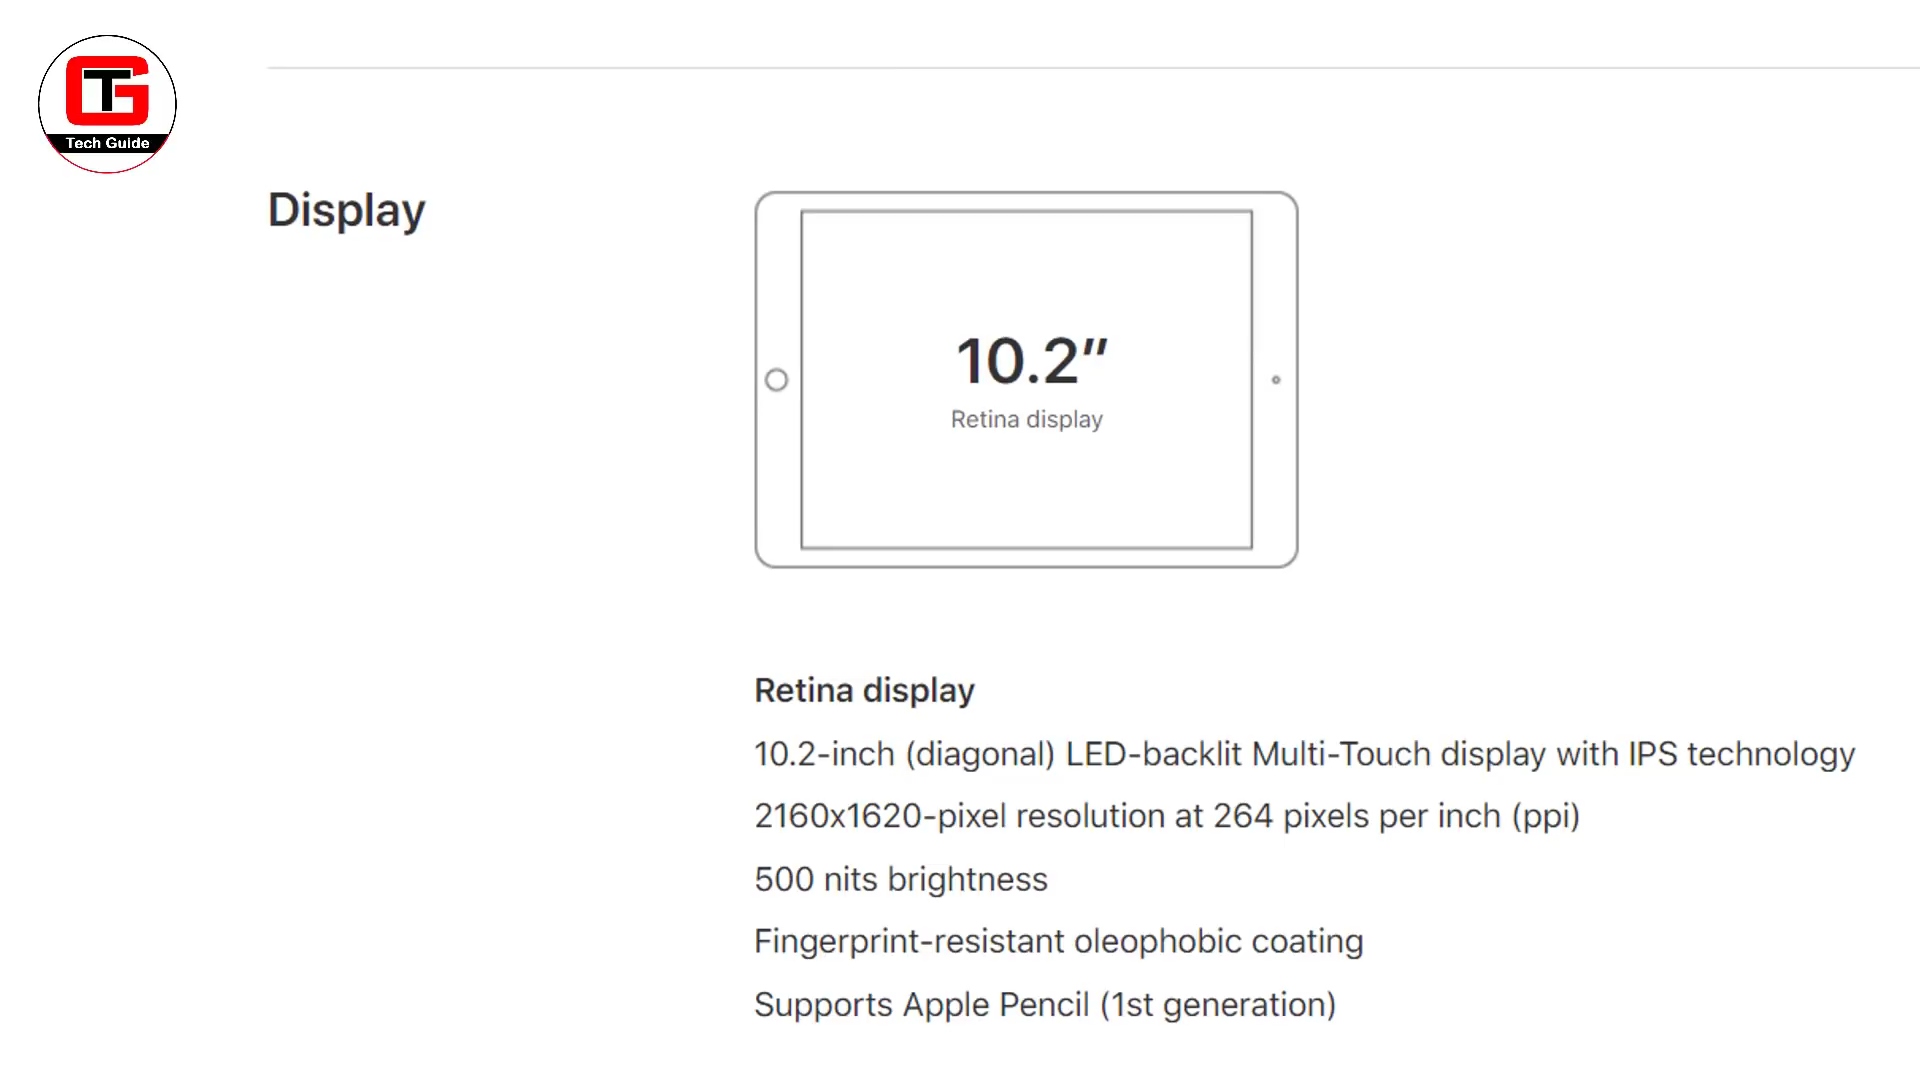 TG
Tech Guide
Display
10.2″
Retina display
Retina display
10.2-inch (diagonal) LED-backlit Multi-Touch display with IPS technology
2160x1620-pixel resolution at 264 pixels per inch (ppi)
500 nits brightness
Fingerprint-resistant oleophobic coating
Supports Apple Pencil (1st generation)